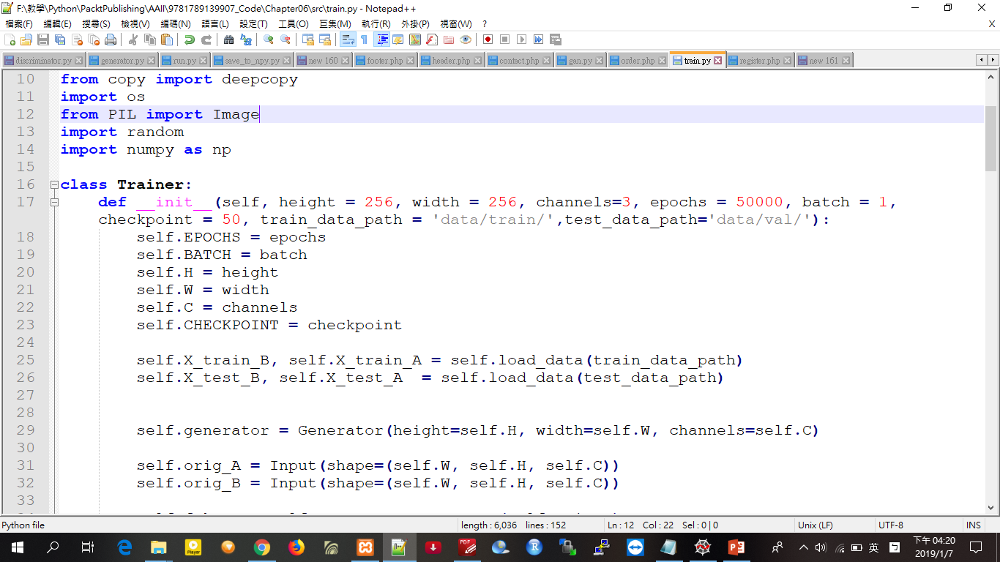 F:\教學\Python\PacktPublishing\AAII\9781789139907_Code\Chapter06\src\train.py - Notepad++
檔案(F) 編輯(E) 搜尋(S) 檢視(V) 編碼(N) 語言(L) 設定(T) 工具(O) 巨集(M) 執行(R) 外掛(P) 視窗(W) ? X
discriminator.py generator.py run.py save_to_npy.py new 160 footer.php header.php contact.php gan.py order.php train.py register.php new 161
10 from copy import deepcopy
11 import os
12 from PIL import Image
13 import random
14 import numpy as np
15
16 class Trainer:
17 def __init__(self, height = 256, width = 256, channels=3, epochs = 50000, batch = 1,
checkpoint = 50, train_data_path = 'data/train/',test_data_path='data/val/'):
18 self.EPOCHS = epochs
19 self.BATCH = batch
20 self.H = height
21 self.W = width
22 self.C = channels
23 self.CHECKPOINT = checkpoint
24
25 self.X_train_B, self.X_train_A = self.load_data(train_data_path)
26 self.X_test_B, self.X_test_A  = self.load_data(test_data_path)
27
28
29 self.generator = Generator(height=self.H, width=self.W, channels=self.C)
30
31 self.orig_A = Input(shape=(self.W, self.H, self.C))
32 self.orig_B = Input(shape=(self.W, self.H, self.C))
33
Python file length : 6,036 lines : 152 Ln : 12 Col : 22 Sel : 0 | 0 Unix (LF) UTF-8 INS
Player PDF R 英 下午 04:20
2019/1/7